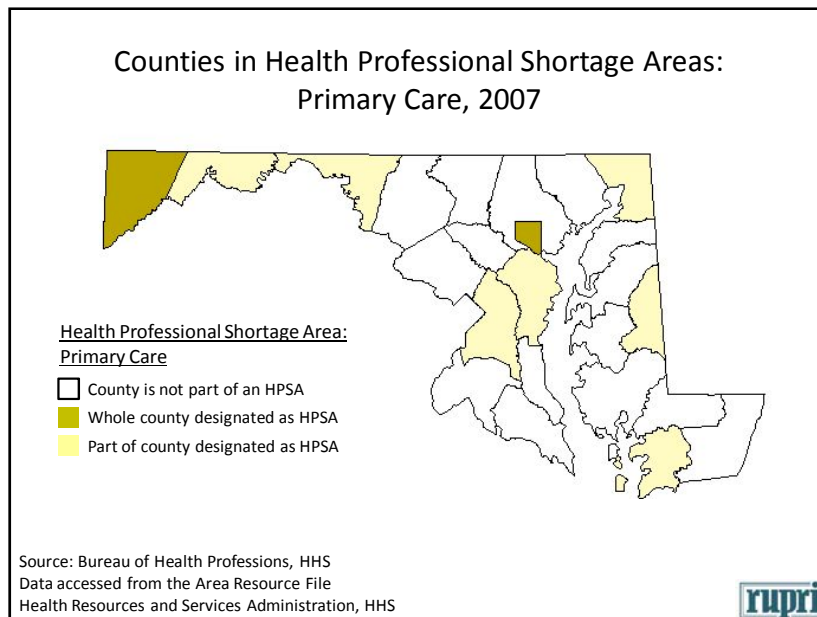 Counties in Health Professional Shortage Areas:
Primary Care, 2007
Health Professional Shortage Area:
Primary Care
County is not part of an HPSA
Whole county designated as HPSA
Part of county designated as HPSA
Source: Bureau of Health Professions, HHS
Data accessed from the Area Resource File
Health Resources and Services Administration, HHS
rupri